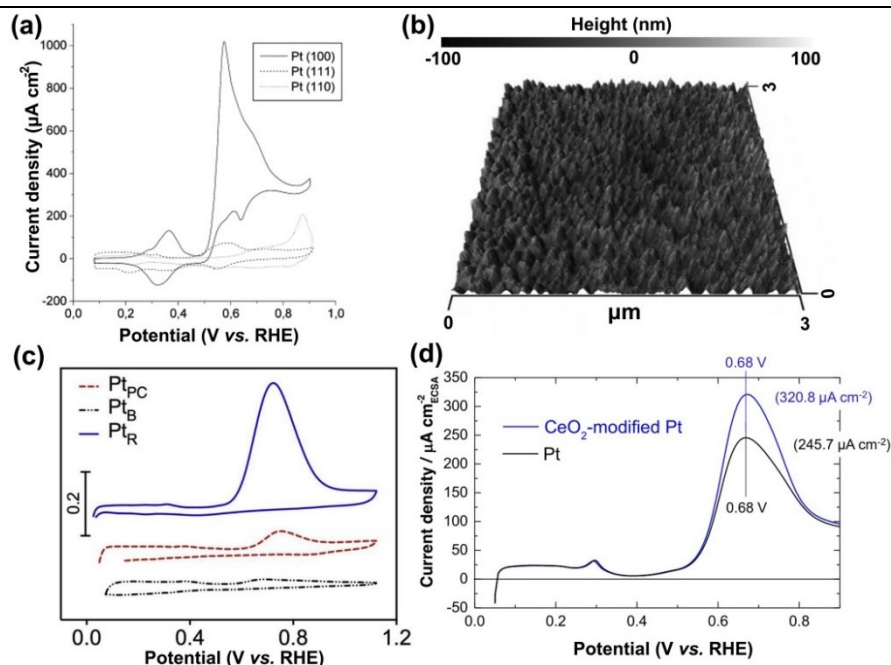 (a)
Current density (µA cm⁻²)
1000
800
600
400
200
0
-200
Pt (100)
Pt (111)
Pt (110)
0,0 0,2 0,4 0,6 0,8 1,0
Potential (V vs. RHE)
(b)
Height (nm)
-100 0 100
3
0
0 µm 3
(c)
Pt_PC
Pt_B
Pt_R
0.2
0.0 0.4 0.8 1.2
Potential (V vs. RHE)
(d)
Current density / µA cm⁻²_ECSA
350
300
250
200
150
100
50
0
-50
0.68 V
(320.8 µA cm⁻²)
CeO₂-modified Pt
Pt
(245.7 µA cm⁻²)
0.68 V
0.0 0.2 0.4 0.6 0.8
Potential (V vs. RHE)